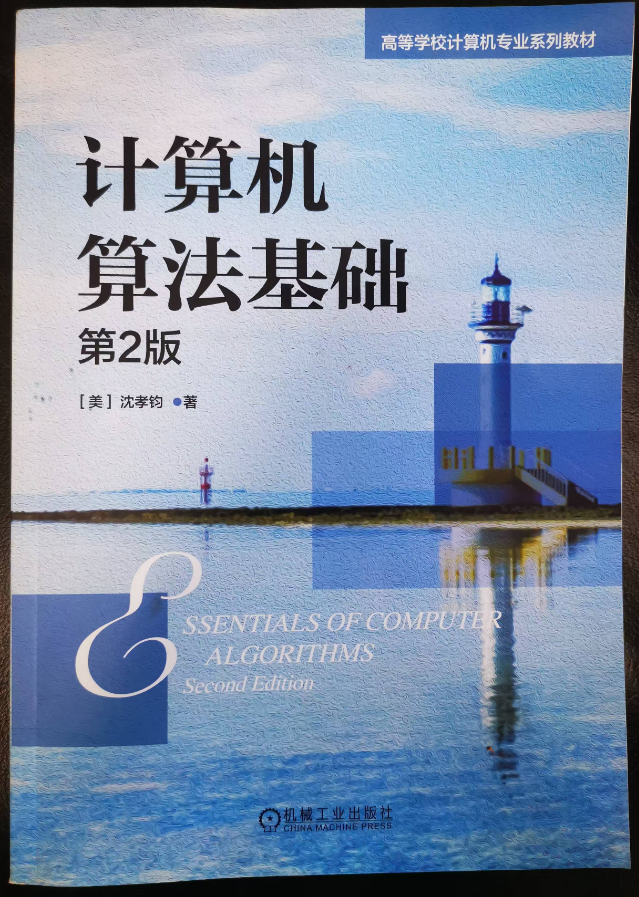 高等学校计算机专业系列教材
计算机
算法基础
第2版
[美] 沈孝钧 ●著
ESSENTIALS OF COMPUTER
ALGORITHMS
Second Edition
机械工业出版社
CHINA MACHINE PRESS